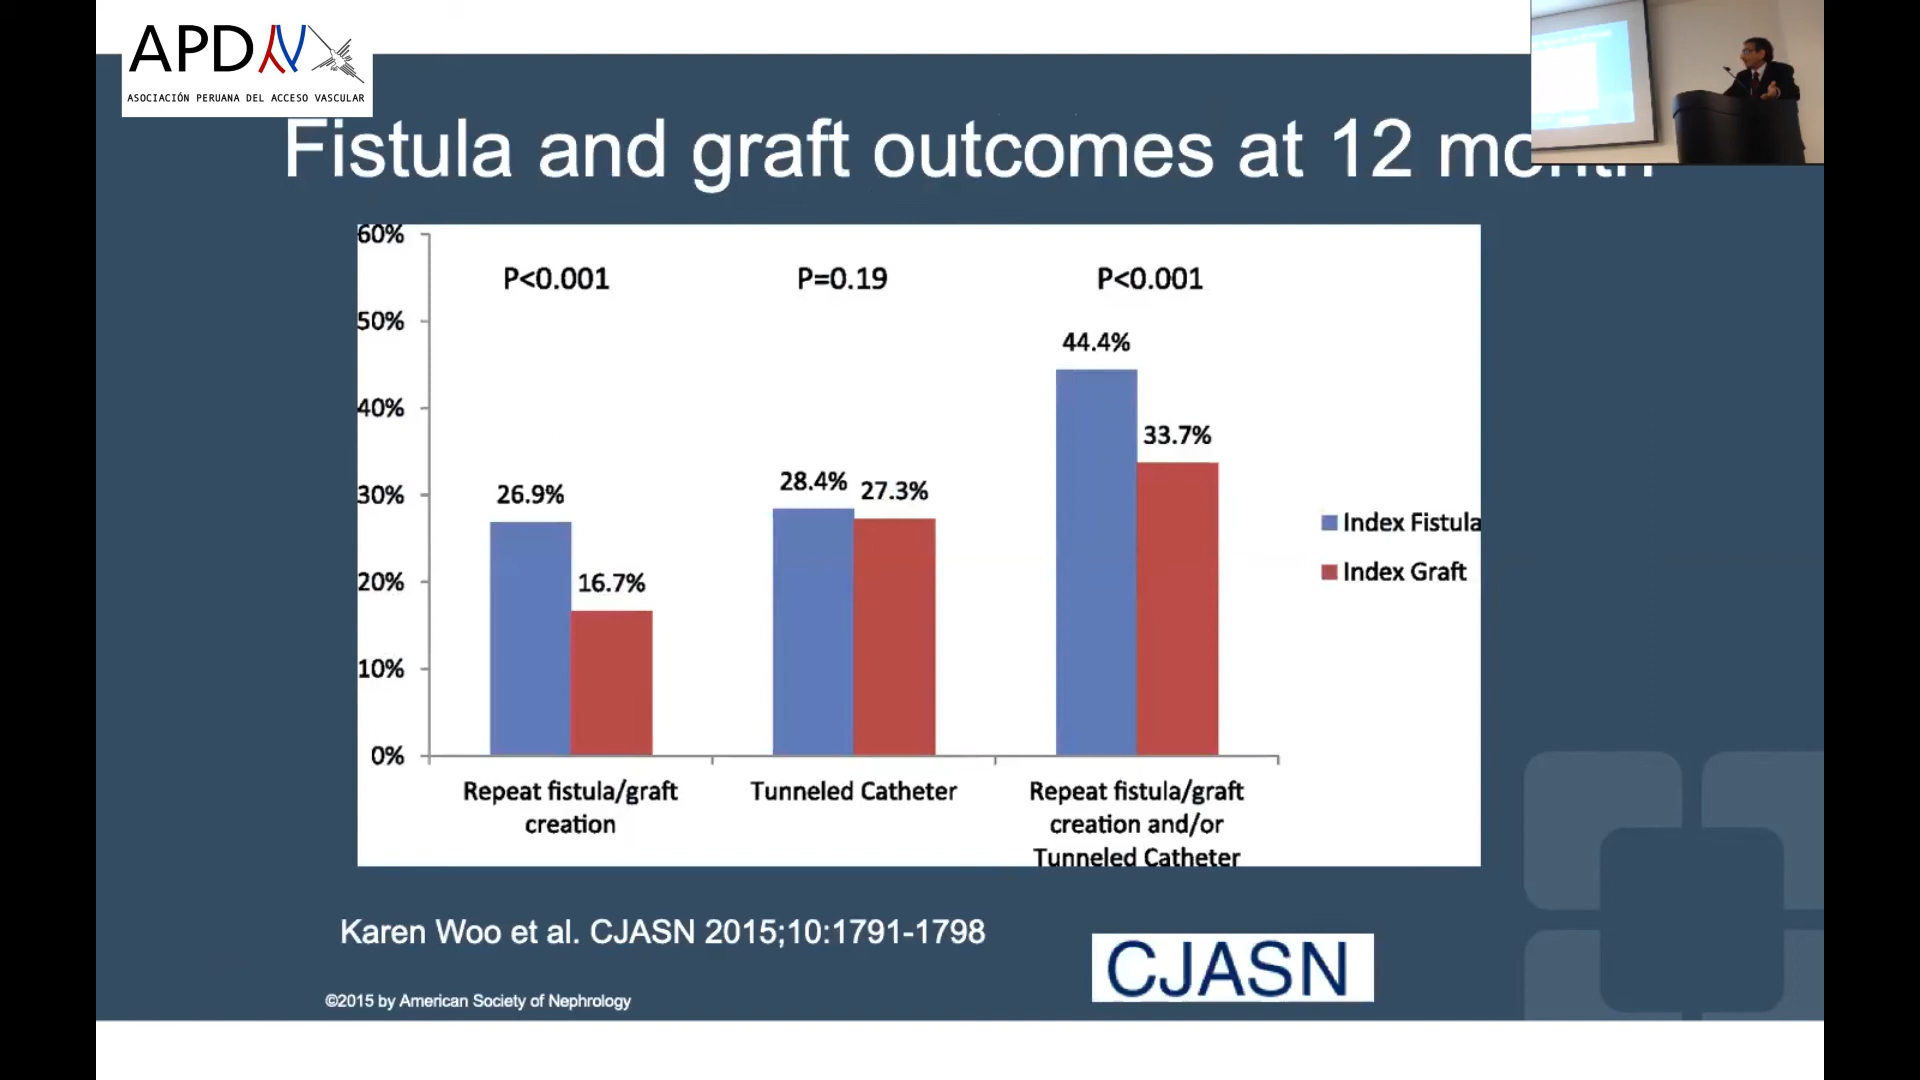 APD
ASOCIACIÓN PERUANA DEL ACCESO VASCULAR
Fistula and graft outcomes at 12 month
60%
50%
40%
30%
20%
10%
0%
P<0.001
P=0.19
P<0.001
26.9%
16.7%
28.4%
27.3%
44.4%
33.7%
Index Fistula
Index Graft
Repeat fistula/graft
creation
Tunneled Catheter
Repeat fistula/graft
creation and/or
Tunneled Catheter
Karen Woo et al. CJASN 2015;10:1791-1798
CJASN
©2015 by American Society of Nephrology